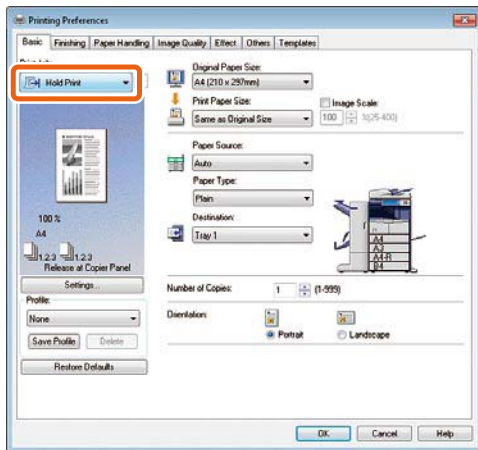 Printing Preferences
Basic Finishing Paper Handling Image Quality Effect Others Templates
Hold Print
Original Paper Size:
A4 (210 x 297mm)
Print Paper Size:
Same as Original Size
Image Scale:
100 %(25-400)
Paper Source:
Auto
Paper Type:
Plain
Destination:
Tray 1
100 %
A4
1.2.3 1.2.3
Release at Copier Panel
Settings...
A4
A3
A4-R
B4
Number of Copies: 1 (1-999)
Profile:
None
Save Profile Delete
Restore Defaults
Orientation:
Portrait Landscape
OK Cancel Help